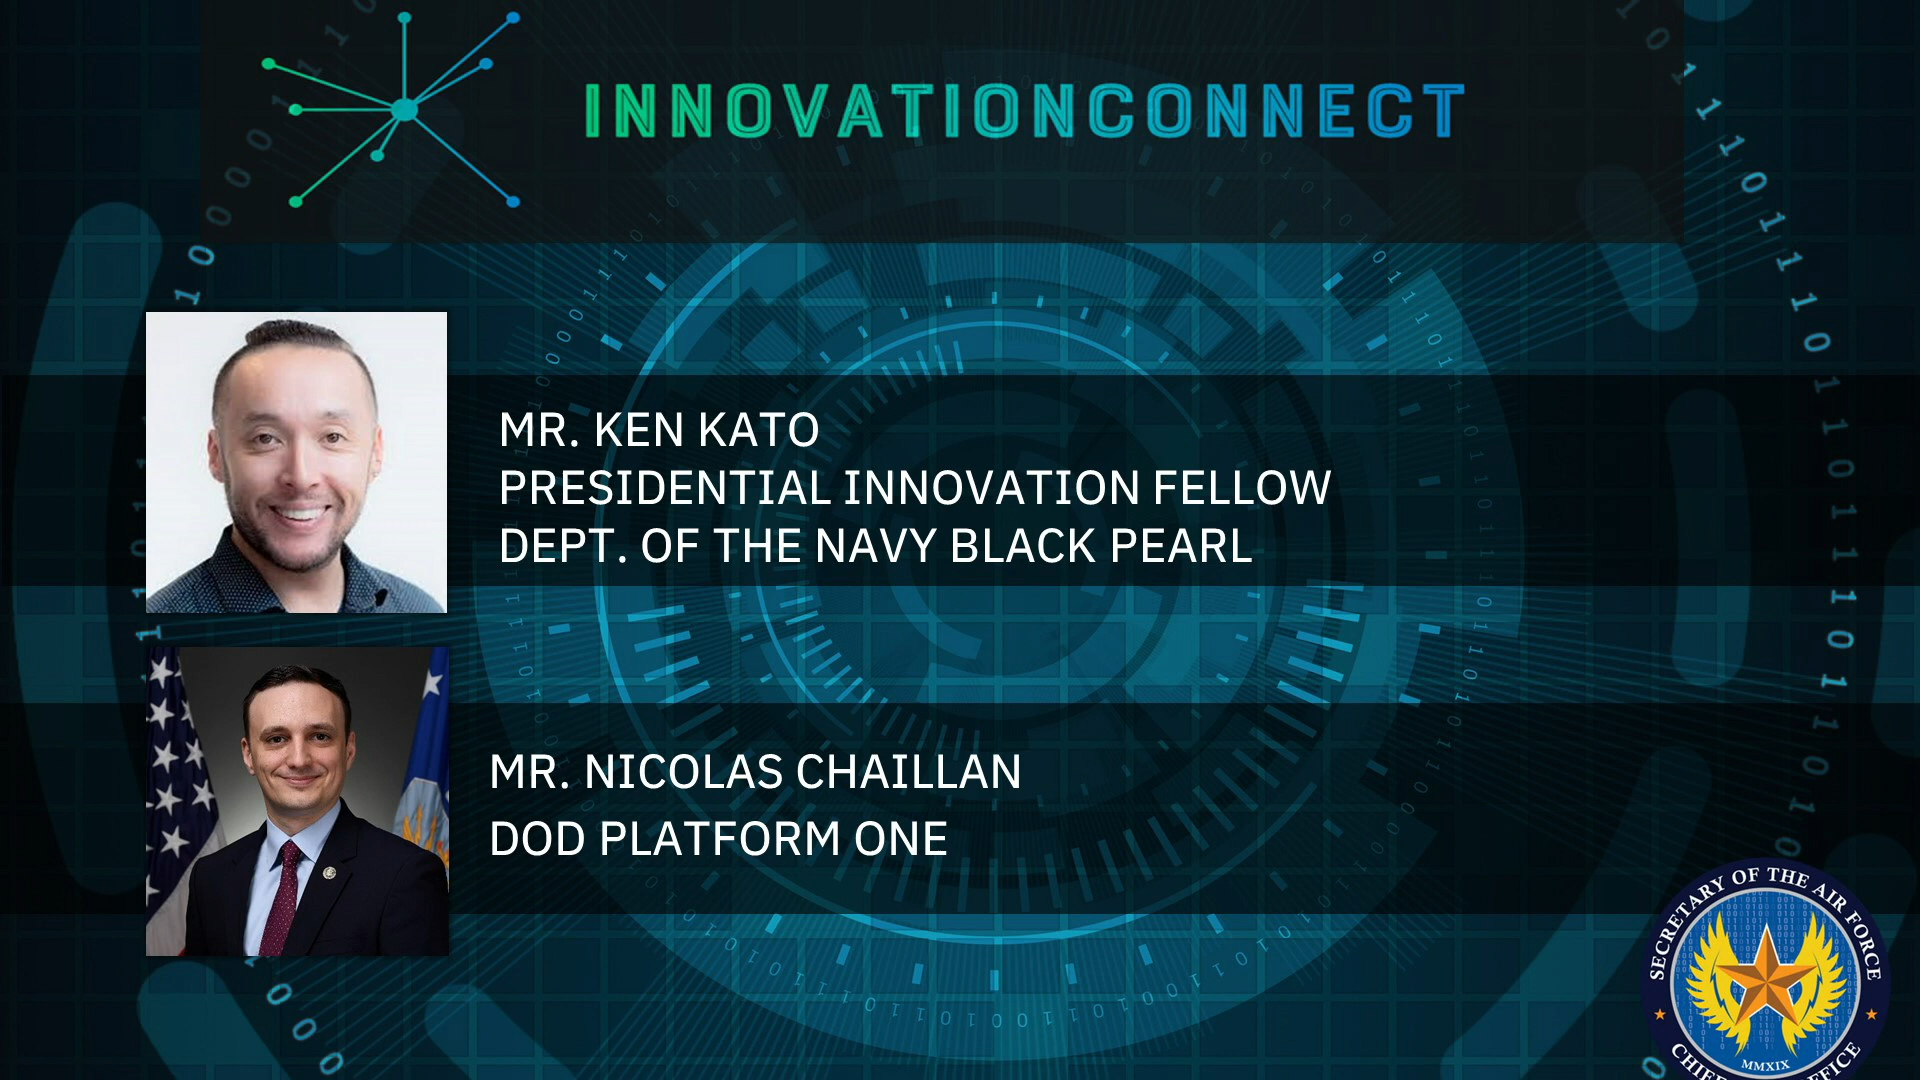 INNOVATIONCONNECT
MR. KEN KATO
PRESIDENTIAL INNOVATION FELLOW
DEPT. OF THE NAVY BLACK PEARL
MR. NICOLAS CHAILLAN
DOD PLATFORM ONE
SECRETARY OF THE AIR FORCE
MMXIX